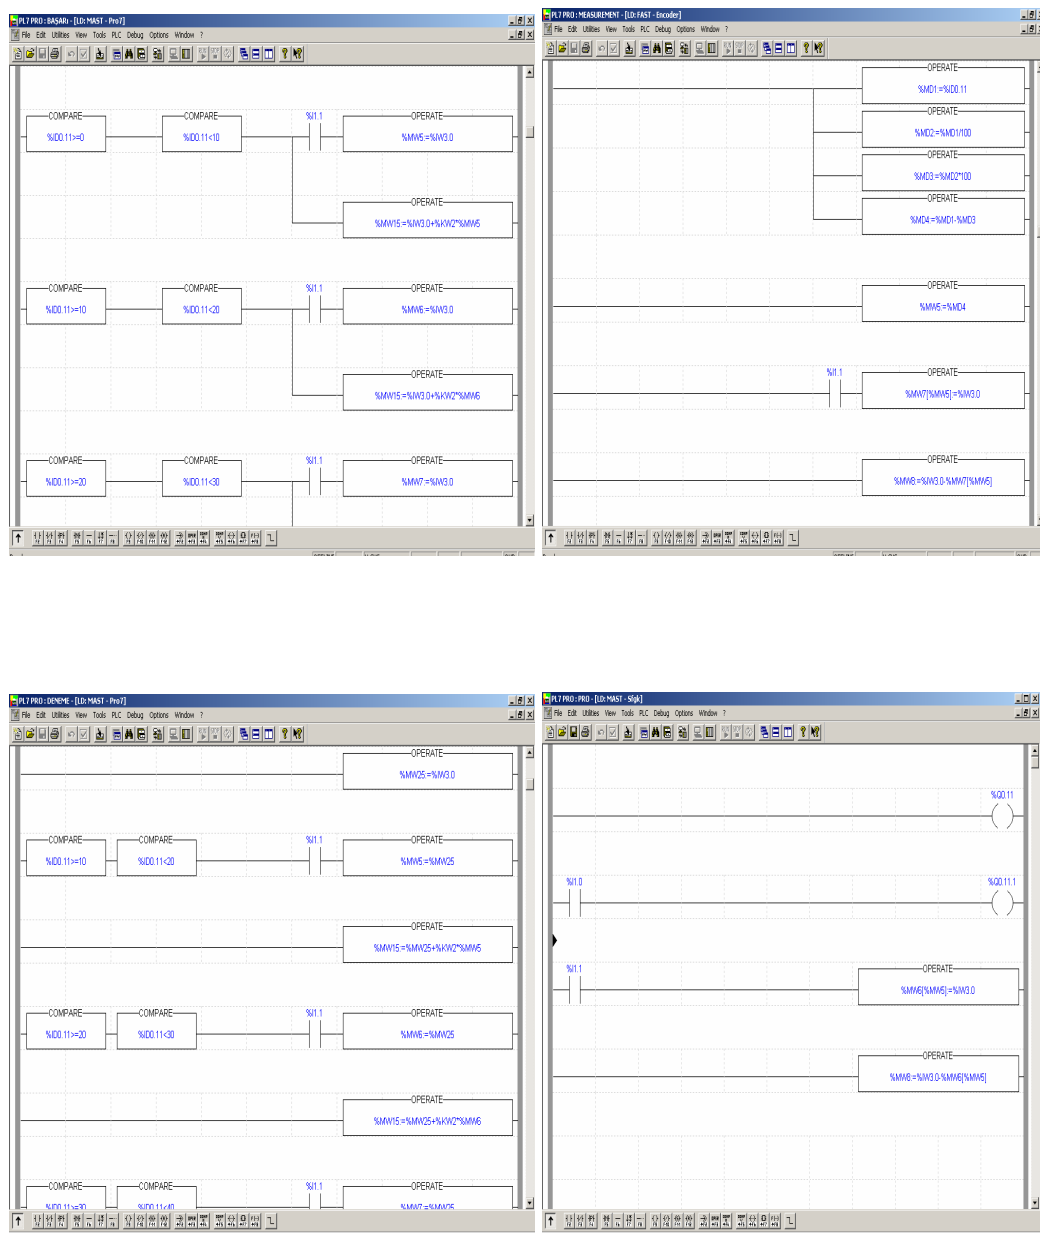 PL7 PRO : BAŞARı - [LD: MAST - Pro7]
File Edit Utilities View Tools PLC Debug Options Window ?
COMPARE COMPARE %I1.1 OPERATE
%ID0.11>=0 %ID0.11<10 %MW5:=%IW3.0
OPERATE
%MW15:=%IW3.0+%KW2*%MW5
COMPARE COMPARE %I1.1 OPERATE
%ID0.11>=10 %ID0.11<20 %MW6:=%IW3.0
OPERATE
%MW15:=%IW3.0+%KW2*%MW6
COMPARE COMPARE %I1.1 OPERATE
%ID0.11>=20 %ID0.11<30 %MW7:=%IW3.0
PL7 PRO : MEASUREMENT - [LD: FAST - Encoder]
File Edit Utilities View Tools PLC Debug Options Window ?
OPERATE
%MD1:=%ID0.11
OPERATE
%MD2:=%MD1/100
OPERATE
%MD3:=%MD2*100
OPERATE
%MD4:=%MD1-%MD3
OPERATE
%MW5:=%MD4
%I1.1 OPERATE
%MW7[%MW5]:=%IW3.0
OPERATE
%MW8:=%IW3.0-%MW7[%MW5]
PL7 PRO : DENEME - [LD: MAST - Pro7]
File Edit Utilities View Tools PLC Debug Options Window ?
OPERATE
%MW25:=%IW3.0
COMPARE COMPARE %I1.1 OPERATE
%ID0.11>=10 %ID0.11<20 %MW5:=%MW25
OPERATE
%MW15:=%MW25+%KW2*%MW5
COMPARE COMPARE %I1.1 OPERATE
%ID0.11>=20 %ID0.11<30 %MW6:=%MW25
OPERATE
%MW15:=%MW25+%KW2*%MW6
COMPARE COMPARE %I1.1 OPERATE
%ID0.11>=30 %ID0.11<40 %MW7:=%MW25
PL7 PRO : PRO - [LD: MAST - Sfgk]
File Edit Utilities View Tools PLC Debug Options Window ?
%Q0.11
%I1.0 %Q0.11.1
%I1.1 OPERATE
%MW6[%MW5]:=%IW3.0
OPERATE
%MW8:=%IW3.0-%MW6[%MW5]